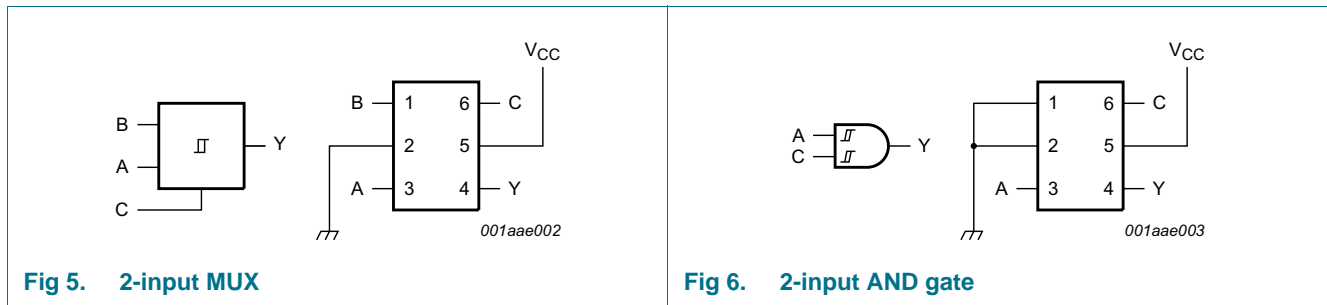 VCC
B
A
C
Y
B 1 6 C
2 5
A 3 4 Y
001aae002
Fig 5. 2-input MUX
VCC
A
C
Y
1 6 C
2 5
A 3 4 Y
001aae003
Fig 6. 2-input AND gate